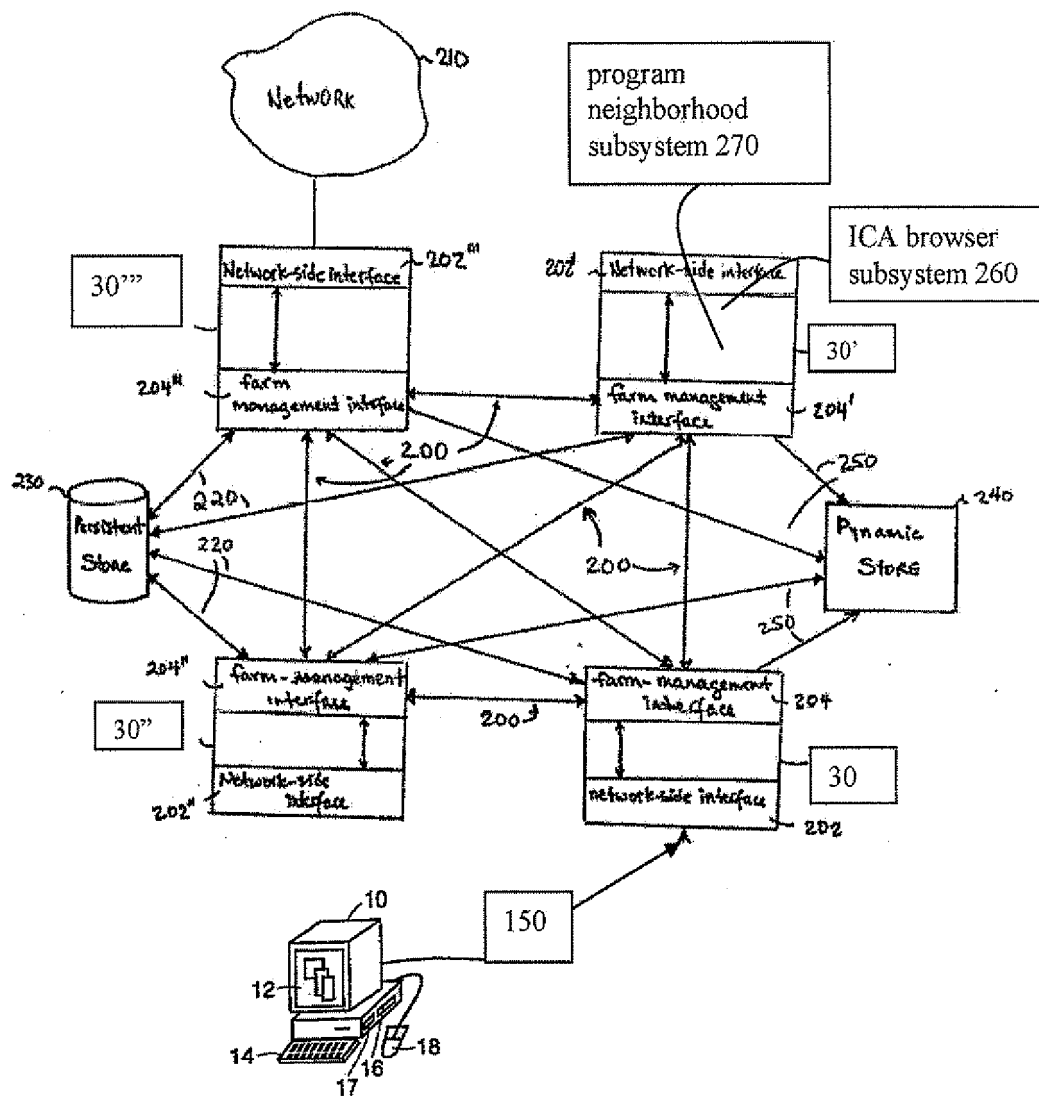 210
Network
program
neighborhood
subsystem 270
ICA browser
subsystem 260
Network-side interface
202'''
202'
Network-side interface
30'''
30'
204'''
farm
management interface
farm management
interface
204'
200
230
Persistent
Store
220
220
250
240
Dynamic
STORE
200
250
204"
farm-management
interface
farm-management
interface
204
200
30”
30
Network-side
interface
202"
network-side interface
202
10
150
12
14
17
16
18